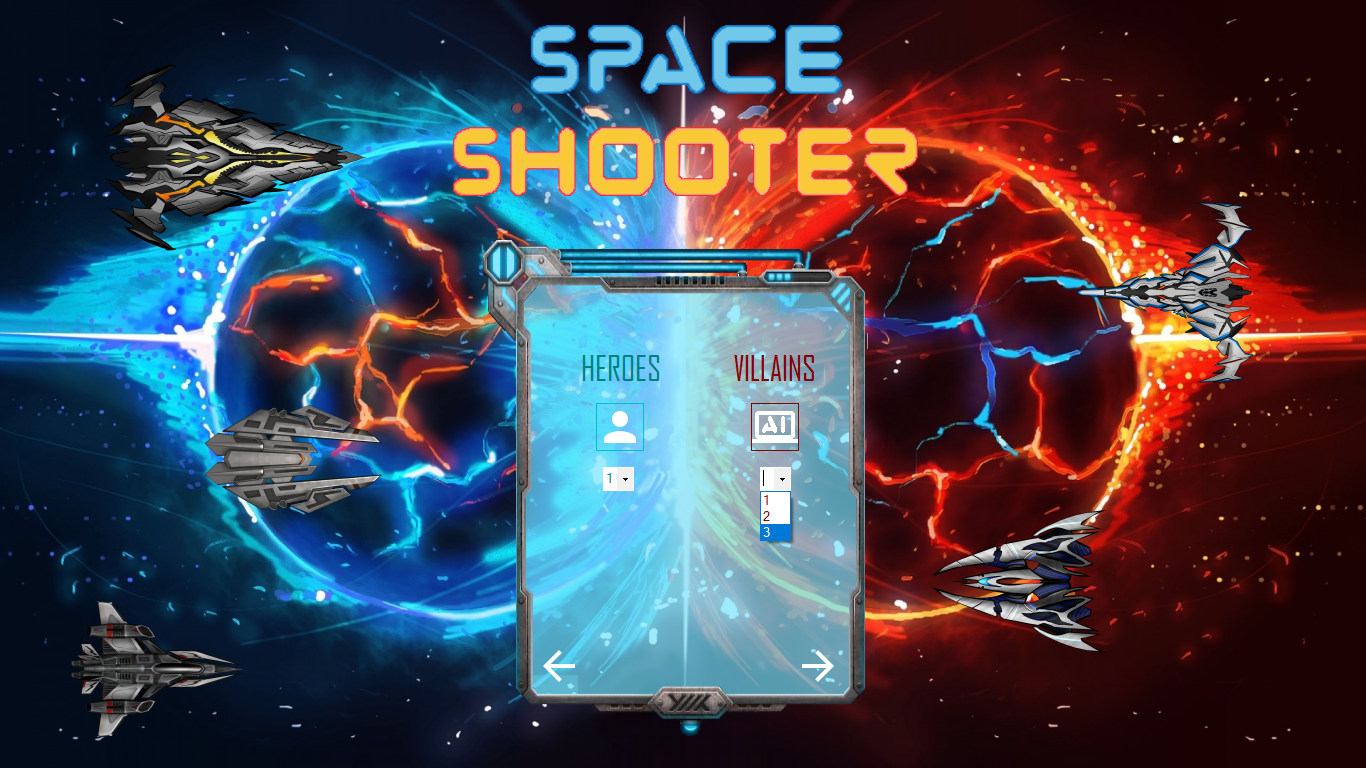 SPACE
SHOOTER
HEROES VILLAINS
AI
1
1
2
3